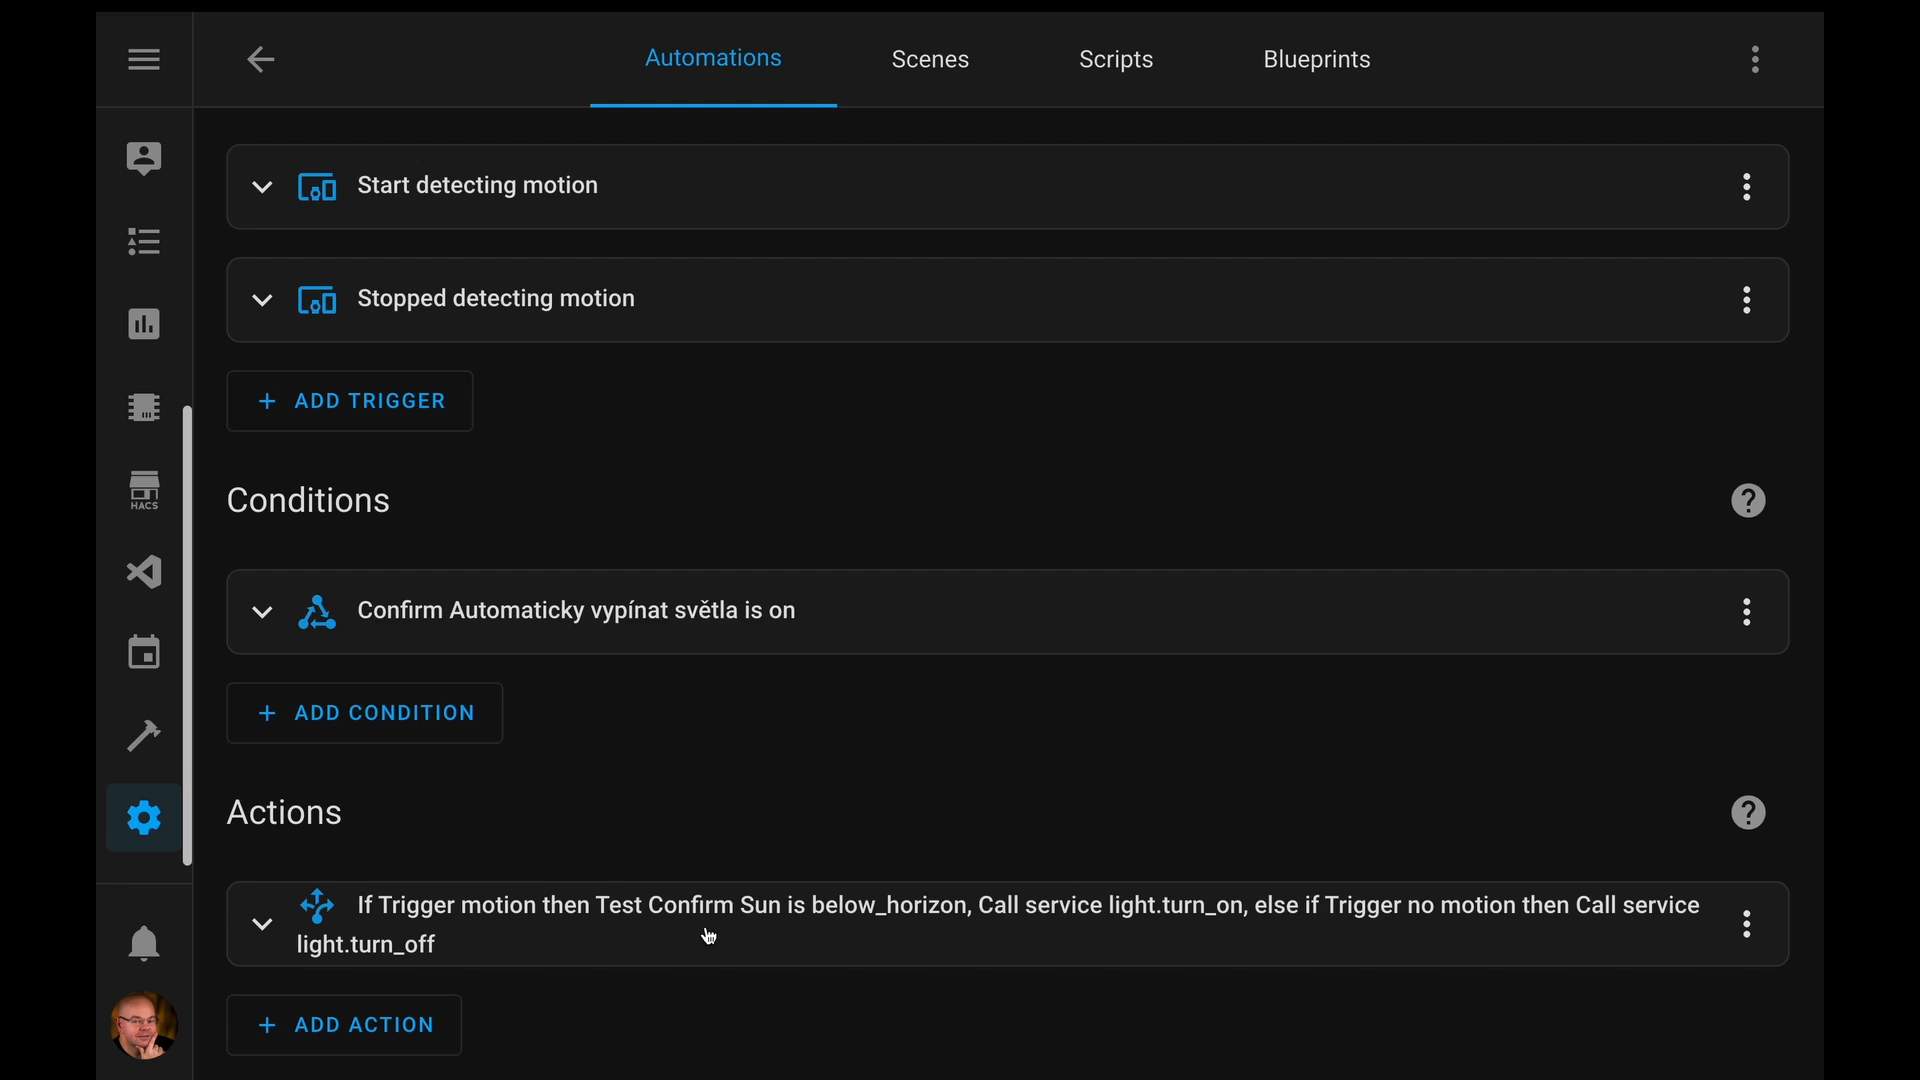 Automations
Scenes
Scripts
Blueprints
Start detecting motion
Stopped detecting motion
+ ADD TRIGGER
HACS
Conditions
?
Confirm Automaticky vypínat světla is on
+ ADD CONDITION
Actions
?
If Trigger motion then Test Confirm Sun is below_horizon, Call service light.turn_on, else if Trigger no motion then Call service
light.turn_off
+ ADD ACTION